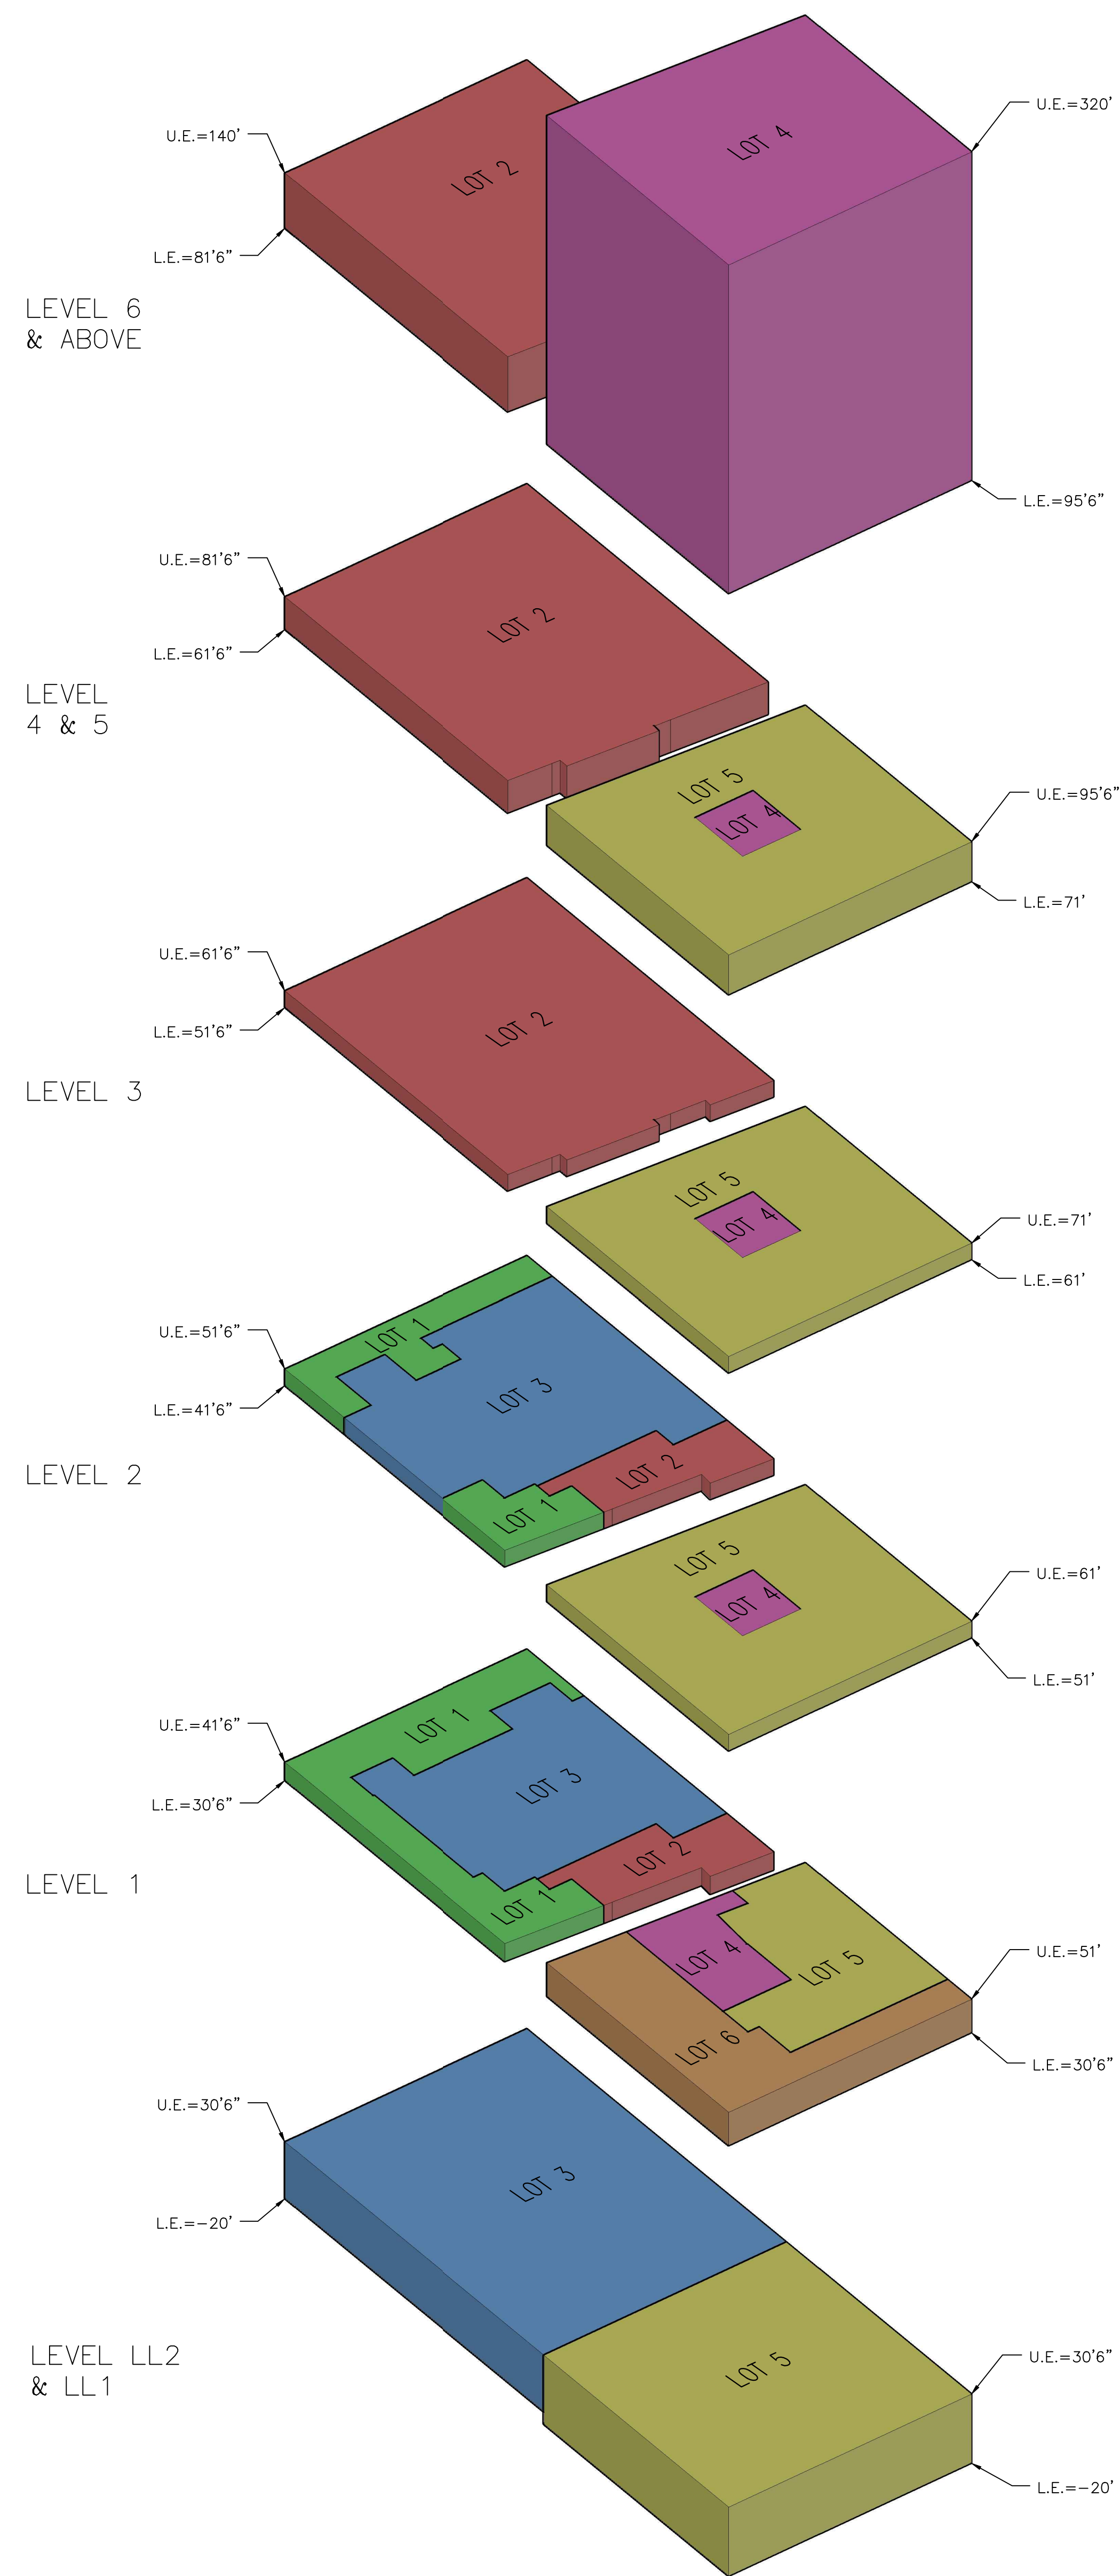 U.E.=320'
U.E.=140'
LOT 4
LOT 2
L.E.=81'6"
LEVEL 6
& ABOVE
L.E.=95'6"
U.E.=81'6"
LOT 2
L.E.=61'6"
LEVEL
4 & 5
LOT 5
U.E.=95'6"
LOT 4
L.E.=71'
U.E.=61'6"
LOT 2
L.E.=51'6"
LEVEL 3
LOT 5
U.E.=71'
LOT 4
L.E.=61'
U.E.=51'6"
LOT 1
LOT 3
L.E.=41'6"
LEVEL 2
LOT 2
LOT 1
LOT 5
U.E.=61'
LOT 4
L.E.=51'
U.E.=41'6"
LOT 1
LOT 3
L.E.=30'6"
LEVEL 1
LOT 2
LOT 1
U.E.=51'
LOT 4
LOT 5
LOT 6
L.E.=30'6"
U.E.=30'6"
LOT 3
L.E.=-20'
LEVEL LL2
& LL1
U.E.=30'6"
LOT 5
L.E.=-20'